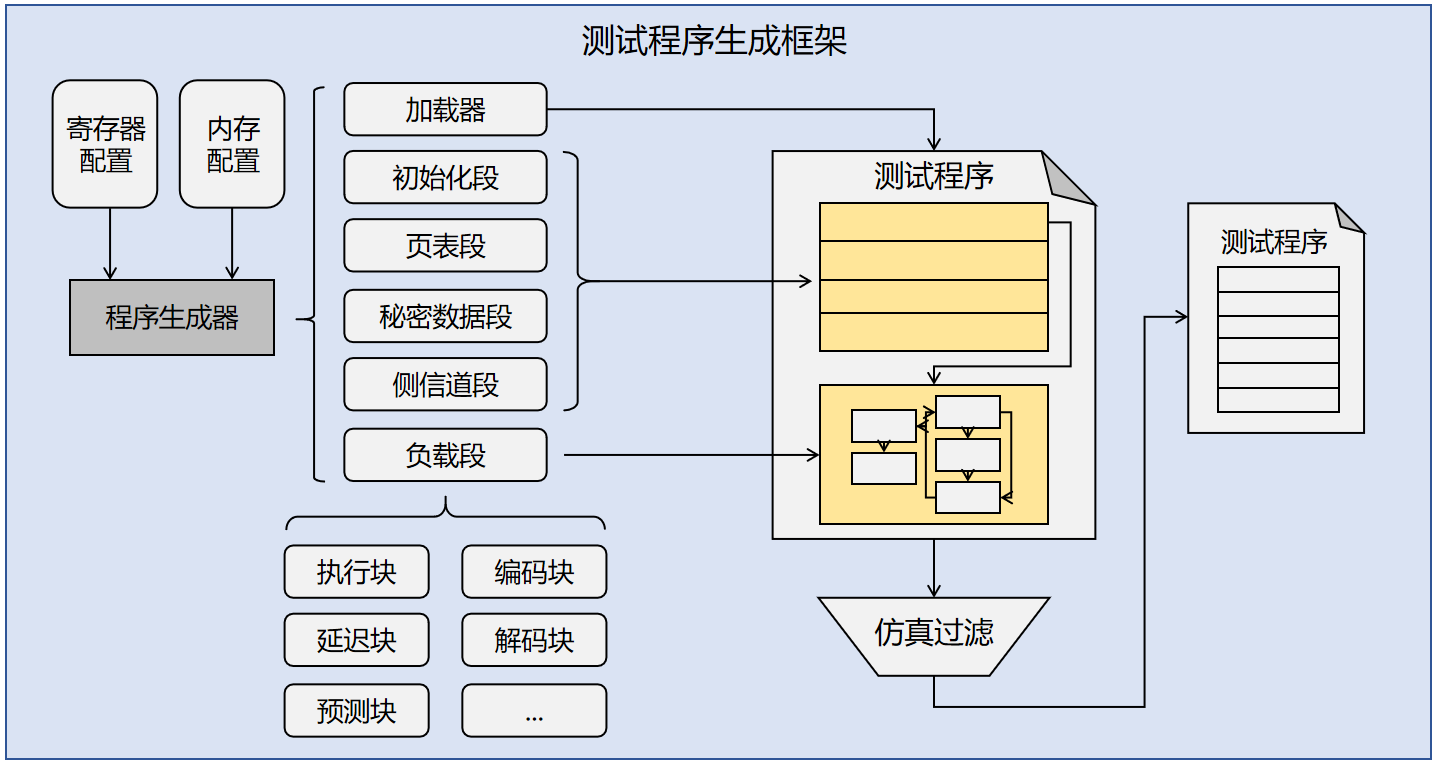 测试程序生成框架
寄存器
配置
内存
配置
程序生成器
加载器
初始化段
页表段
秘密数据段
侧信道段
负载段
执行块
编码块
延迟块
解码块
预测块
...
测试程序
仿真过滤
测试程序